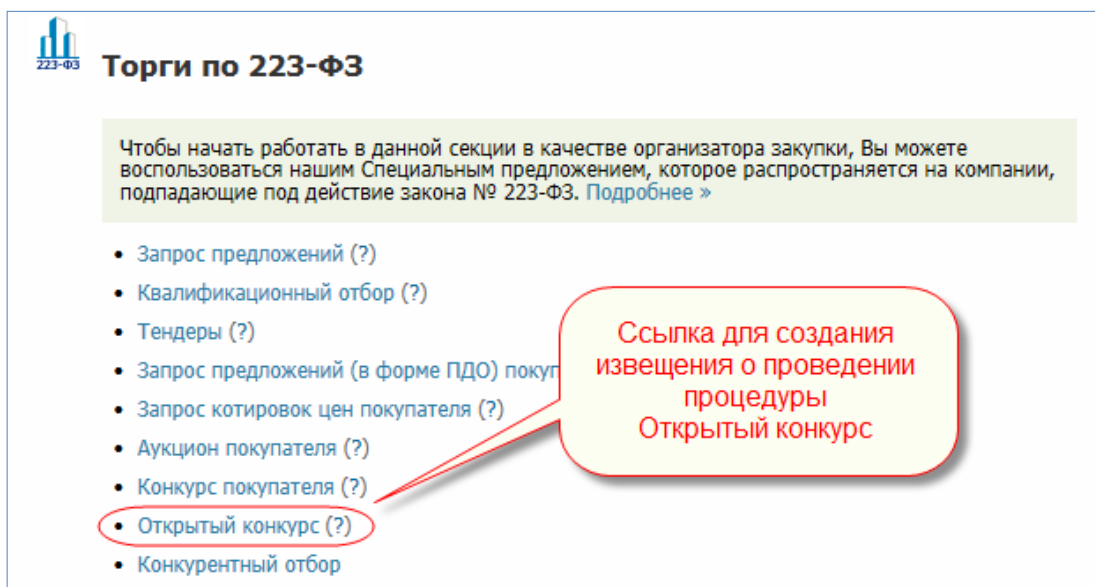 223-ФЗ
Торги по 223-ФЗ
Чтобы начать работать в данной секции в качестве организатора закупки, Вы можете
воспользоваться нашим Специальным предложением, которое распространяется на компании,
подпадающие под действие закона № 223-ФЗ. Подробнее »
• Запрос предложений (?)
• Квалификационный отбор (?)
• Тендеры (?)
• Запрос предложений (в форме ПДО)
• Запрос котировок цен покупателя (?)
• Аукцион покупателя (?)
• Конкурс покупателя (?)
• Открытый конкурс (?)
• Конкурентный отбор
Ссылка для создания
извещения о проведении
процедуры
Открытый конкурс